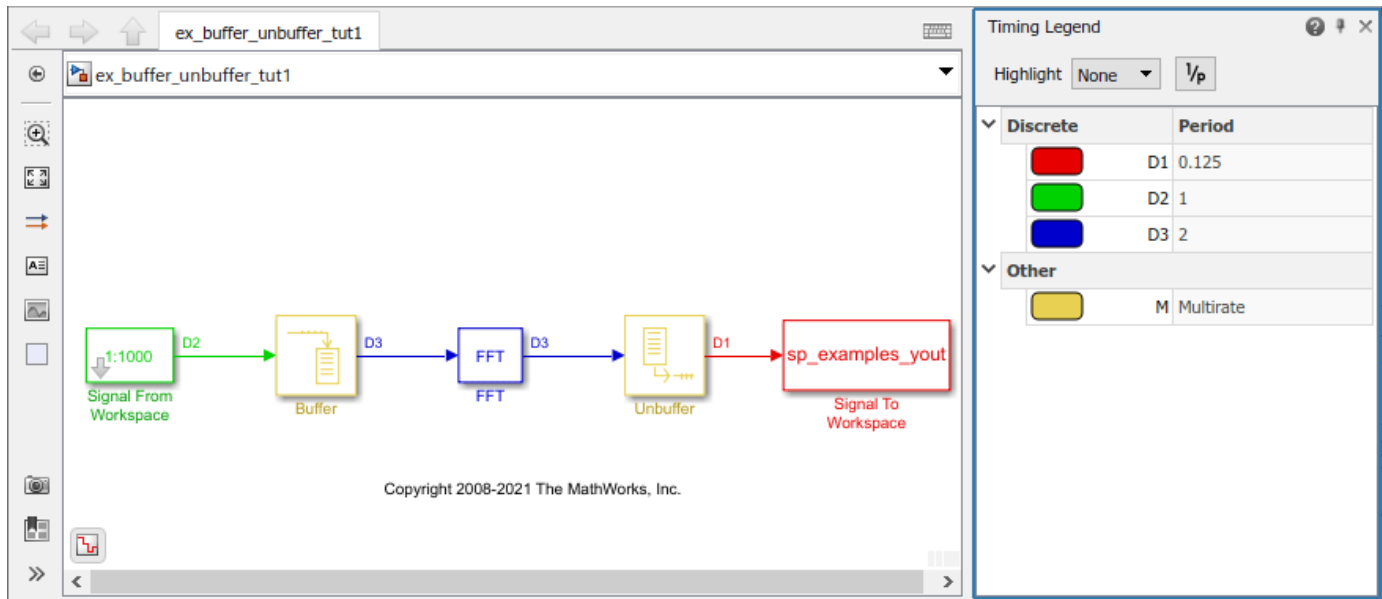 ex_buffer_unbuffer_tut1
ex_buffer_unbuffer_tut1
1:1000
D2
D3
FFT
D3
D1
sp_examples_yout
Signal From
Workspace
Buffer
FFT
Unbuffer
Signal To
Workspace
Copyright 2008-2021 The MathWorks, Inc.
Timing Legend
Highlight None 1/p
Discrete Period
D1 0.125
D2 1
D3 2
Other
M Multirate